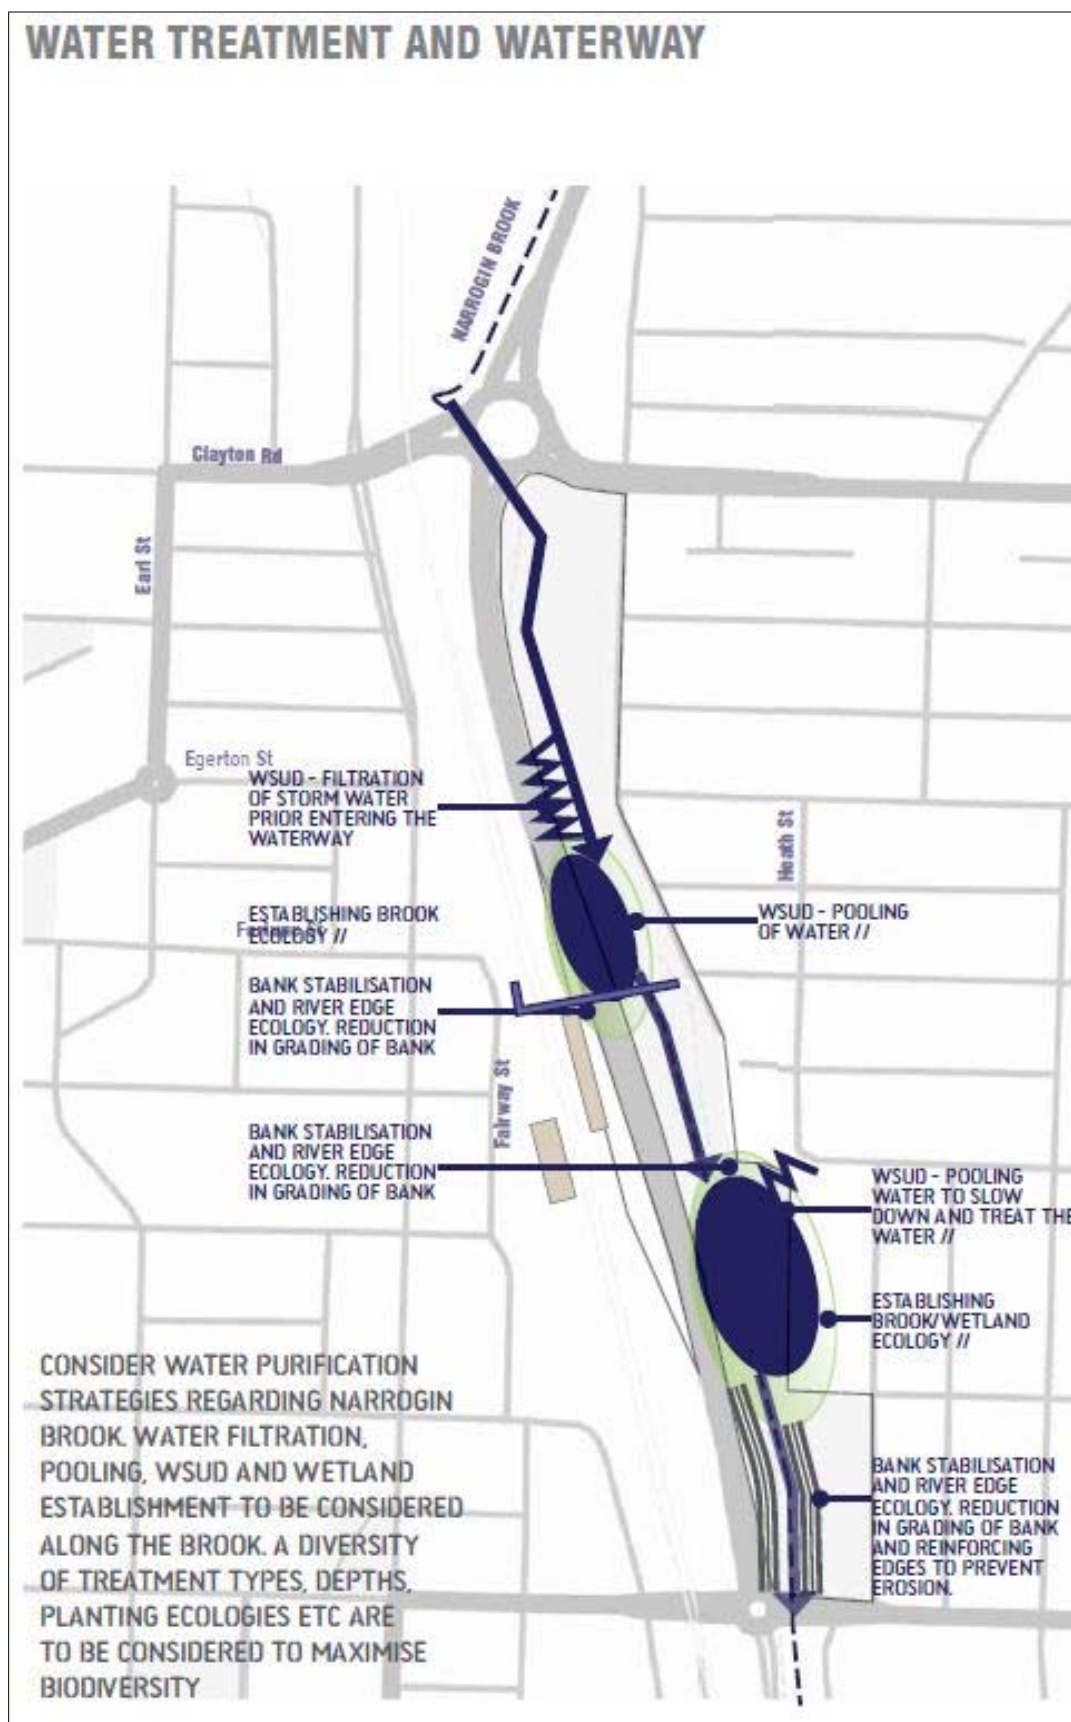 WATER TREATMENT AND WATERWAY
NARROGIN BROOK
Clayton Rd
Earl St
Egerton St
WSUD - FILTRATION
OF STORM WATER
PRIOR ENTERING THE
WATERWAY
Heath St
ESTABLISHING BROOK
ECOLOGY //
WSUD - POOLING
OF WATER //
BANK STABILISATION
AND RIVER EDGE
ECOLOGY. REDUCTION
IN GRADING OF BANK
Fairway St
BANK STABILISATION
AND RIVER EDGE
ECOLOGY. REDUCTION
IN GRADING OF BANK
WSUD - POOLING
WATER TO SLOW
DOWN AND TREAT THE
WATER //
ESTABLISHING
BROOK/WETLAND
ECOLOGY //
CONSIDER WATER PURIFICATION
STRATEGIES REGARDING NARROGIN
BROOK. WATER FILTRATION,
POOLING, WSUD AND WETLAND
ESTABLISHMENT TO BE CONSIDERED
ALONG THE BROOK. A DIVERSITY
OF TREATMENT TYPES, DEPTHS,
PLANTING ECOLOGIES ETC ARE
TO BE CONSIDERED TO MAXIMISE
BIODIVERSITY
BANK STABILISATION
AND RIVER EDGE
ECOLOGY. REDUCTION
IN GRADING OF BANK
AND REINFORCING
EDGES TO PREVENT
EROSION.